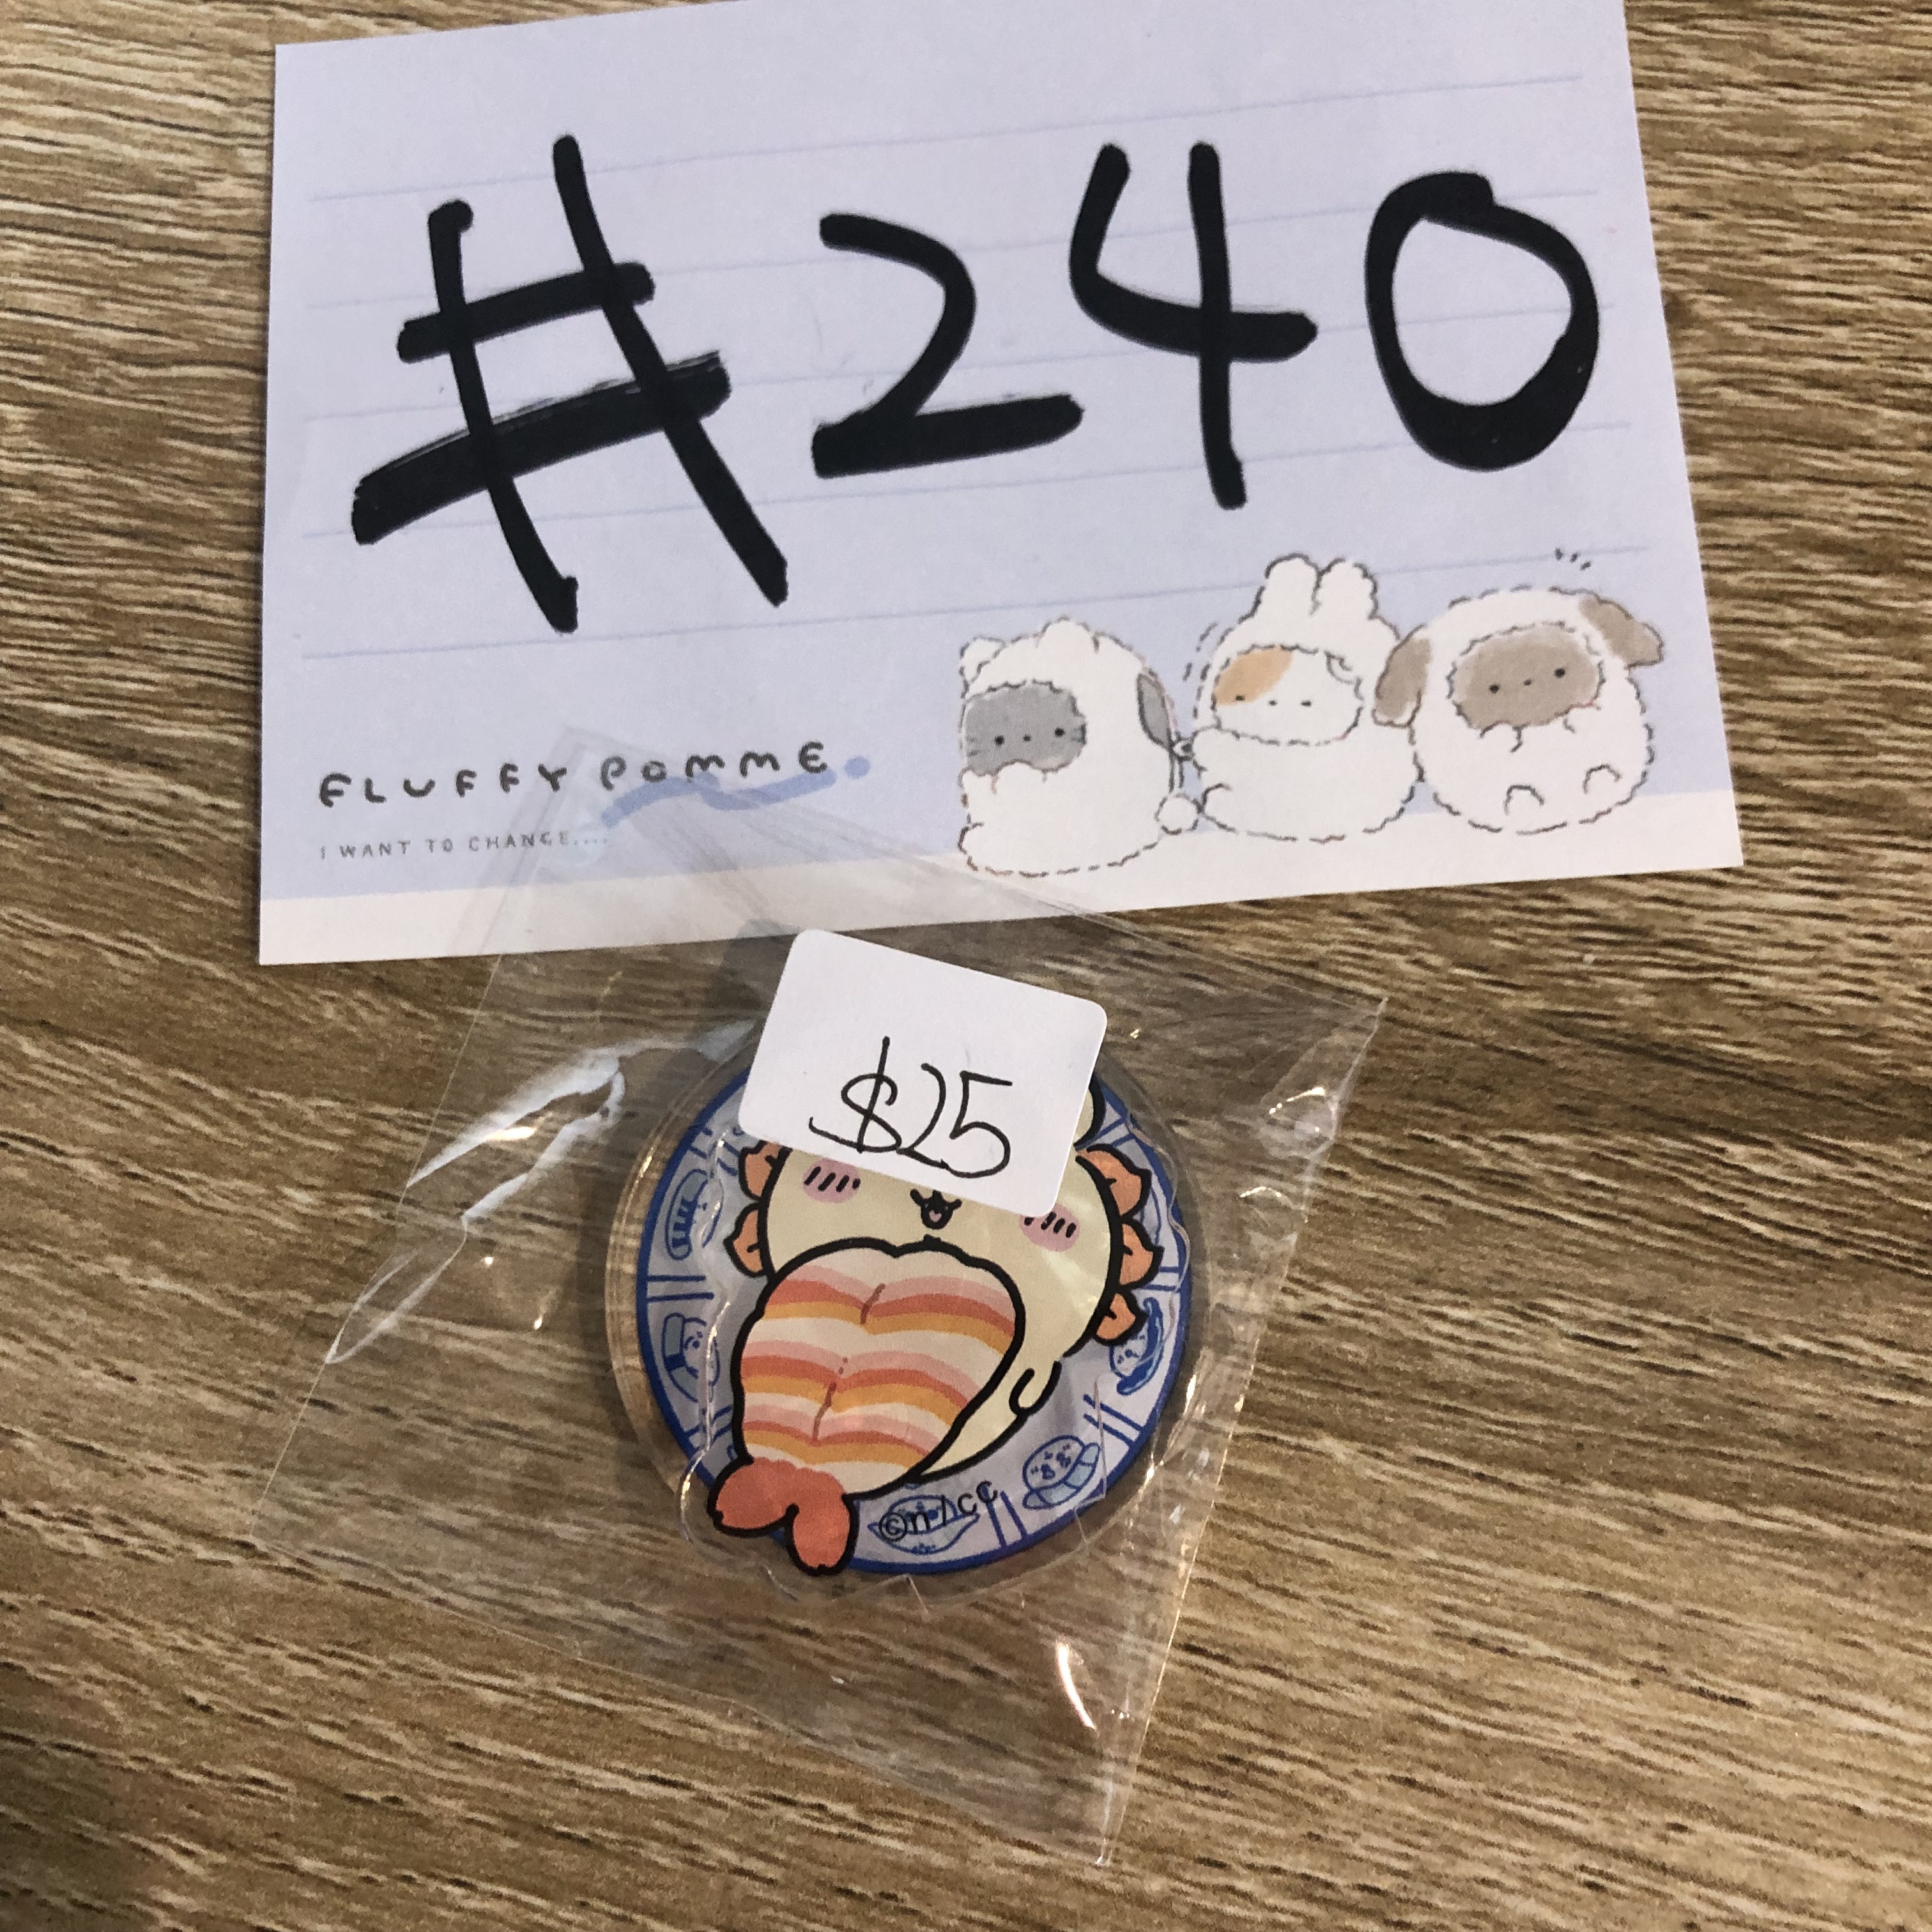 #240
FLUFFY POMME
I WANT TO CHANGE....
$25
©n/cc